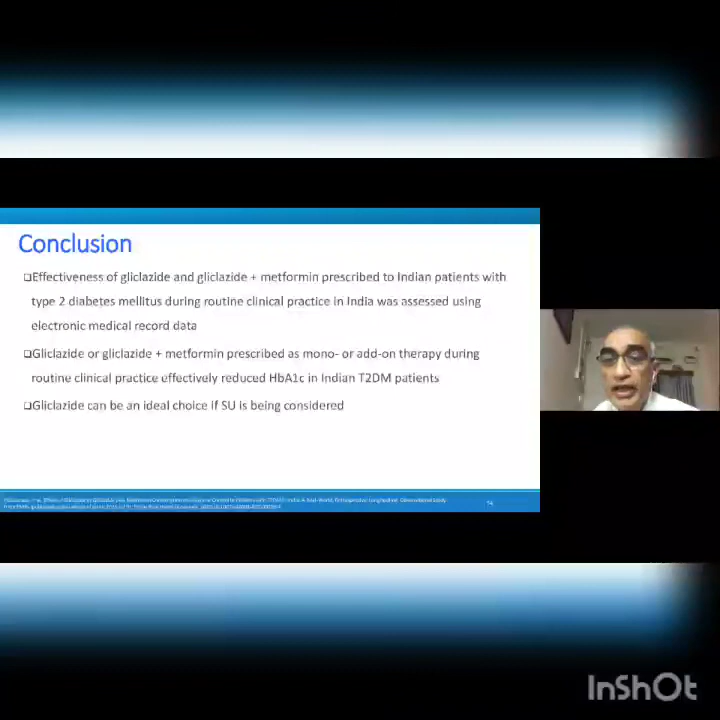 Conclusion
❑Effectiveness of gliclazide and gliclazide + metformin prescribed to Indian patients with
type 2 diabetes mellitus during routine clinical practice in India was assessed using
electronic medical record data
❑Gliclazide or gliclazide + metformin prescribed as mono- or add-on therapy during
routine clinical practice effectively reduced HbA1c in Indian T2DM patients
❑Gliclazide can be an ideal choice if SU is being considered
14
InShOt